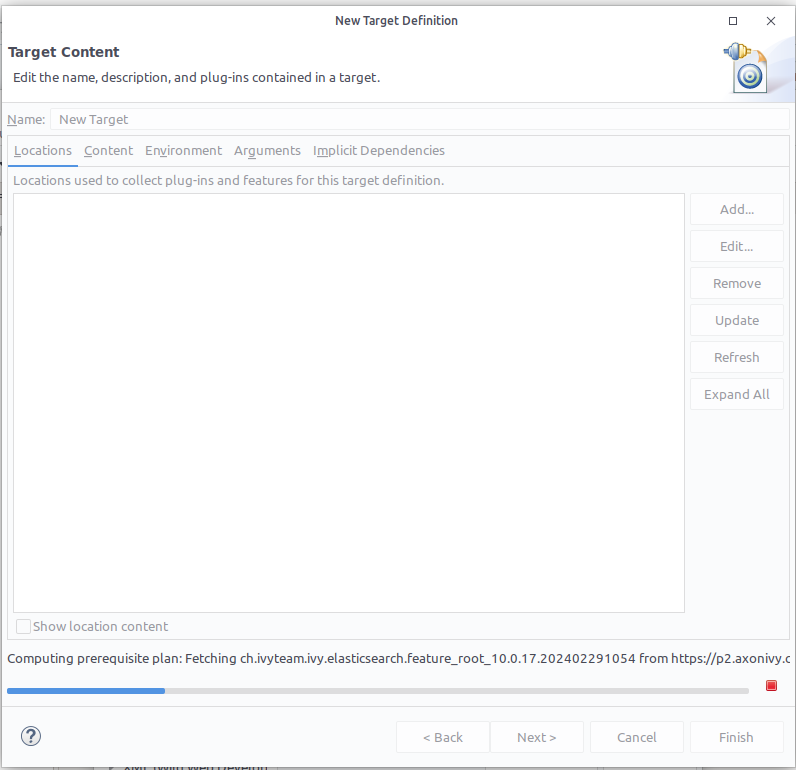 New Target Definition
Target Content
Edit the name, description, and plug-ins contained in a target.
Name: New Target
Locations Content Environment Arguments Implicit Dependencies
Locations used to collect plug-ins and features for this target definition.
Add...
Edit...
Remove
Update
Refresh
Expand All
Show location content
Computing prerequisite plan: Fetching ch.ivyteam.ivy.elasticsearch.feature_root_10.0.17.202402291054 from https://p2.axonivy.c
< Back Next > Cancel Finish